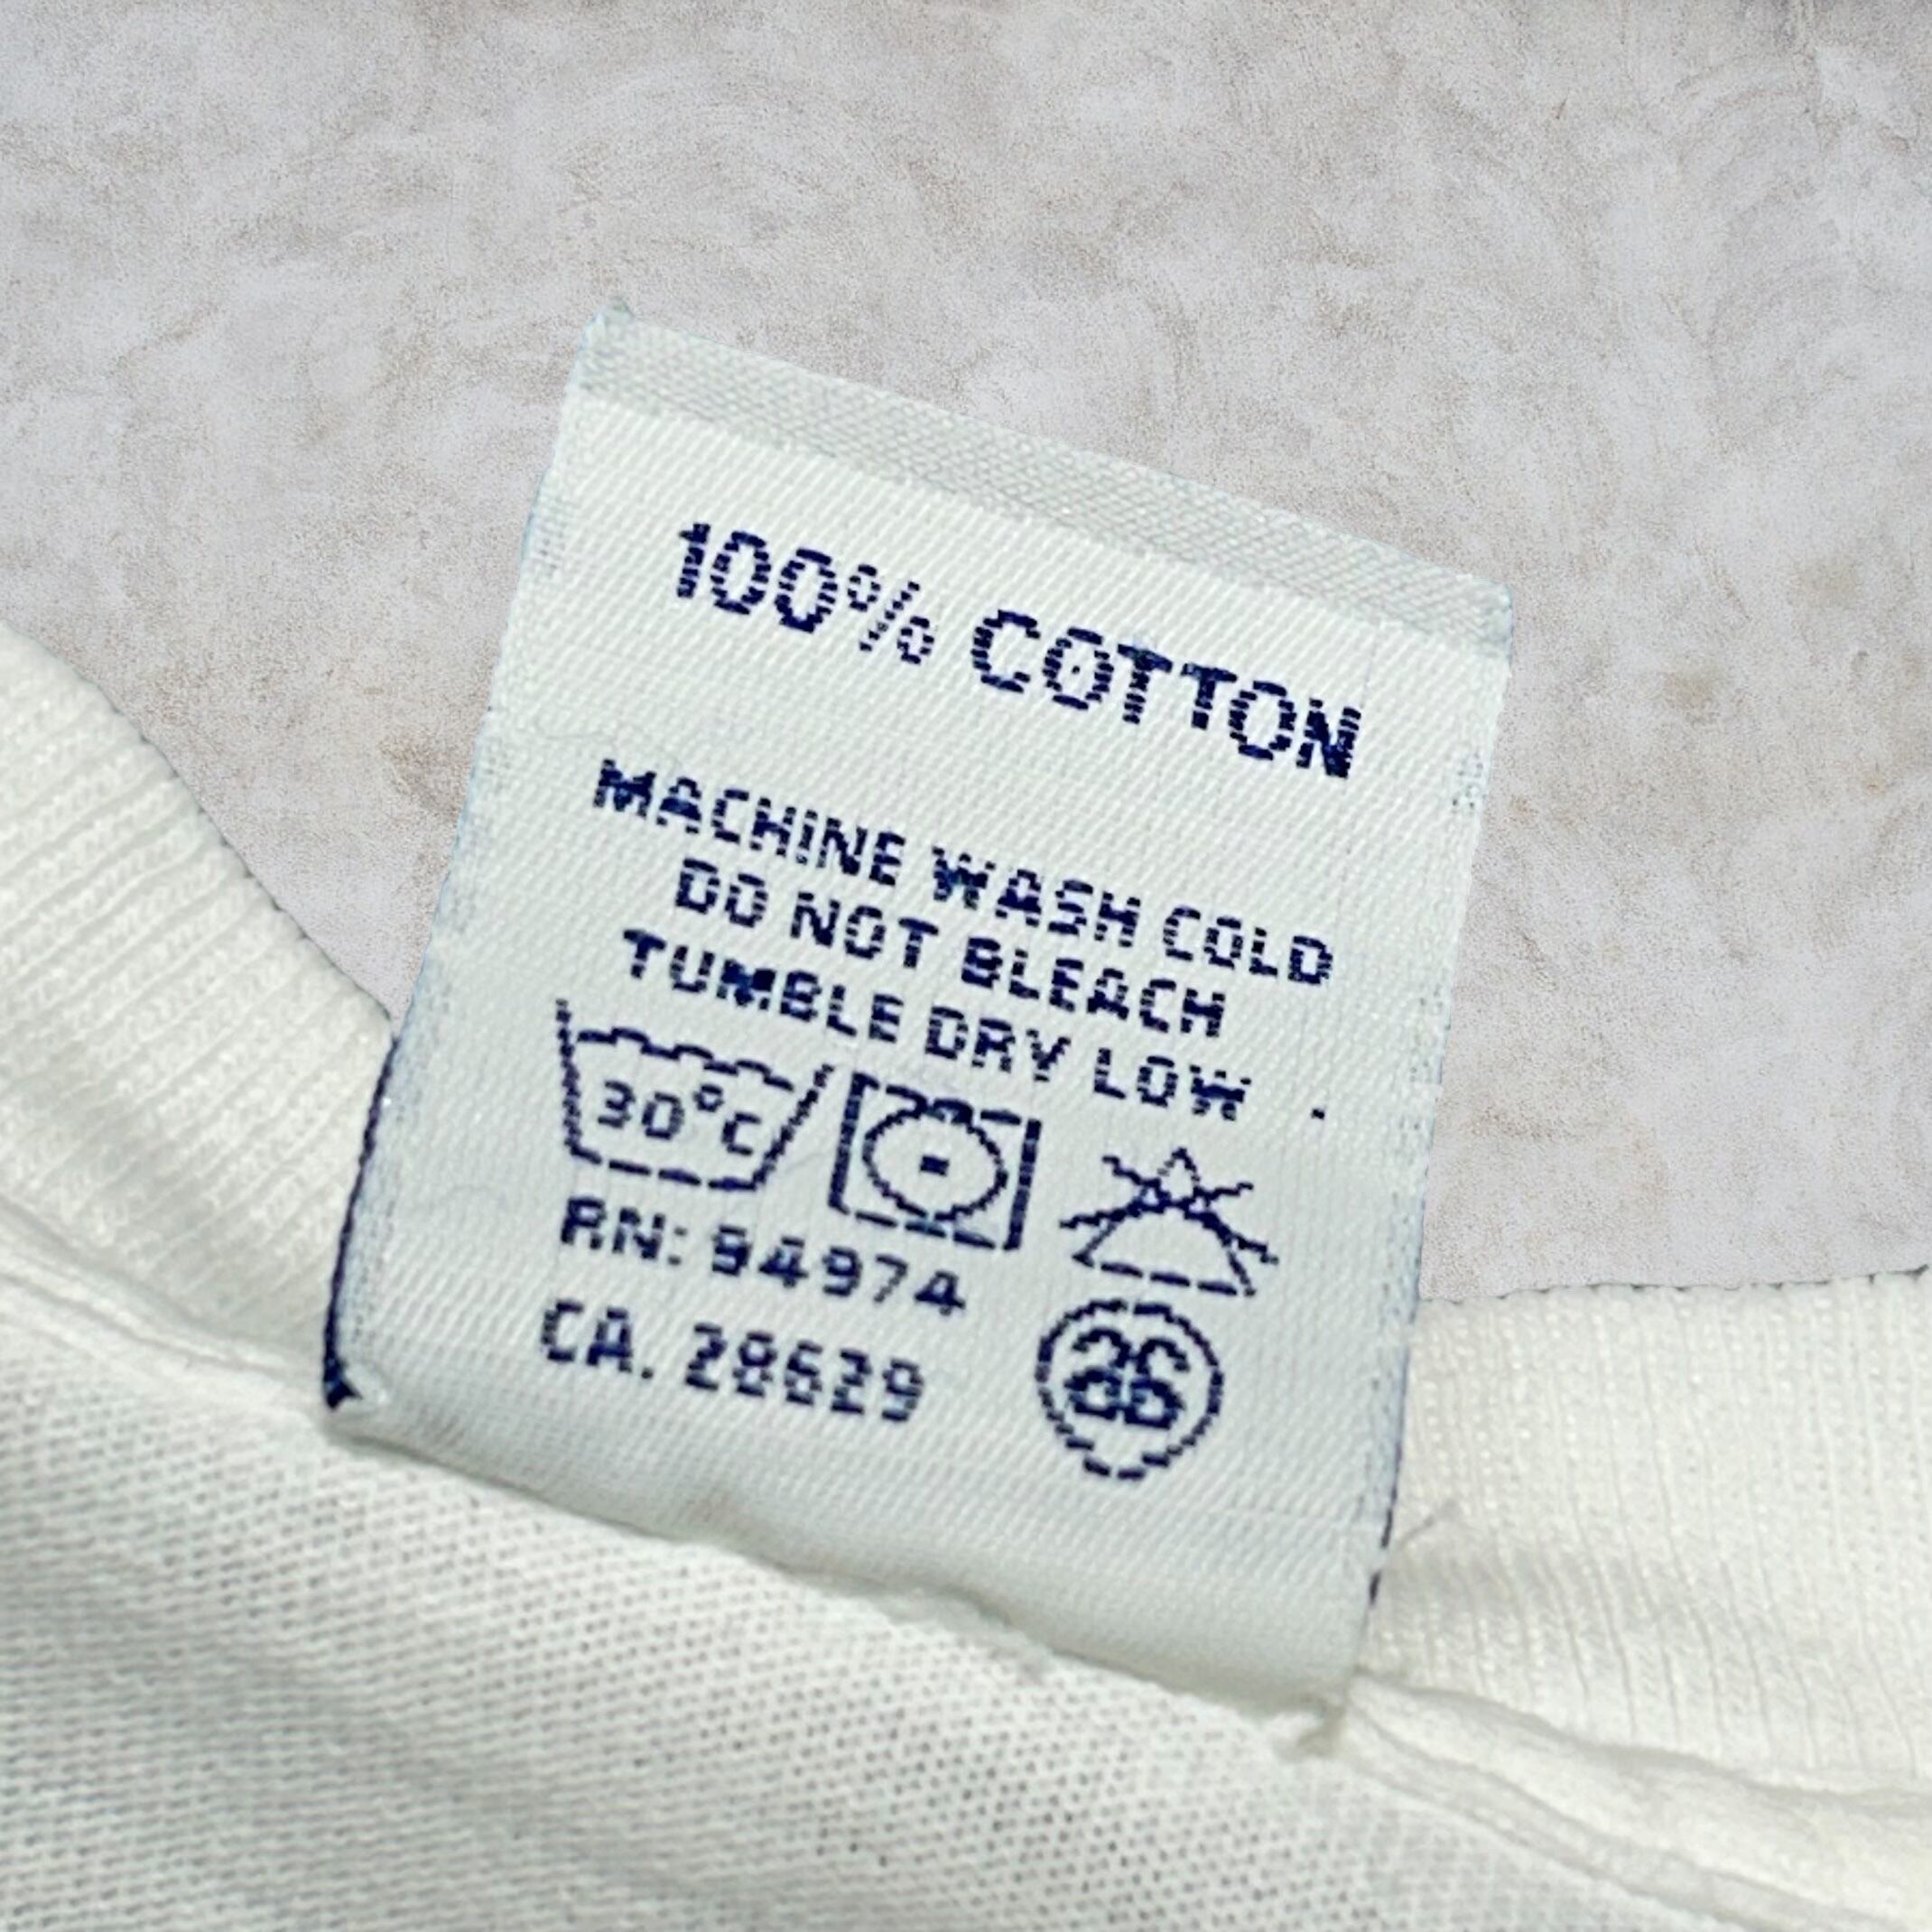 100% COTTON
MACHINE WASH COLD
DO NOT BLEACH
TUMBLE DRY LOW
30°C
RN: 94974
CA. 28629